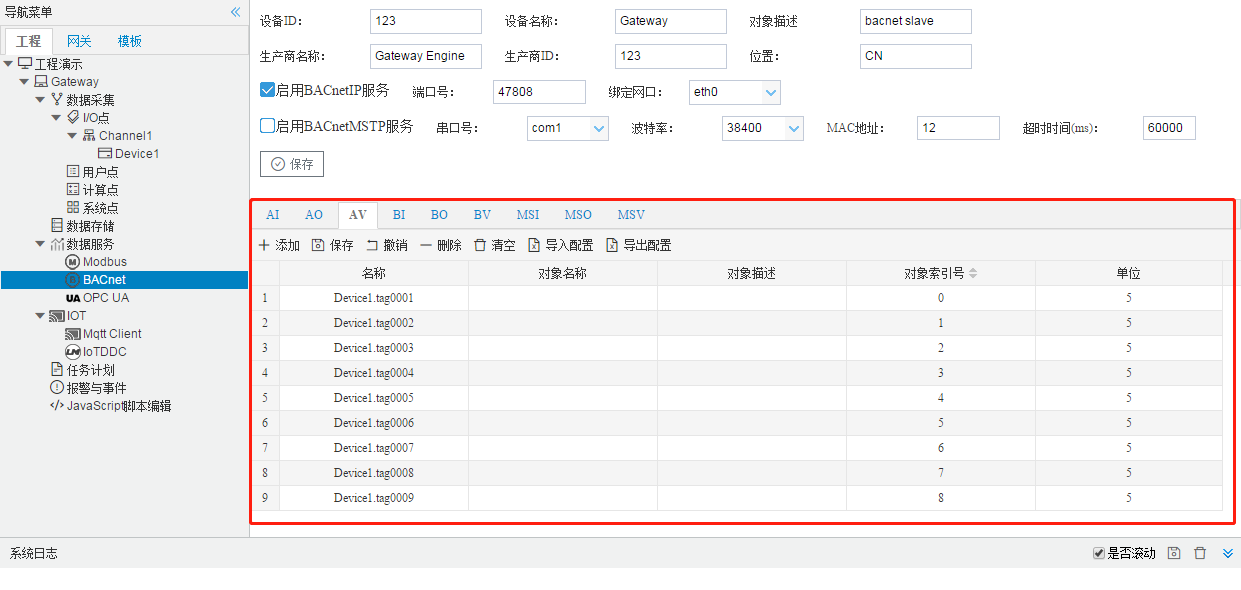 导航菜单
工程 网关 模板
工程演示
Gateway
数据采集
I/O点
Channel1
Device1
用户点
计算点
系统点
数据存储
数据服务
Modbus
BACnet
OPC UA
IOT
Mqtt Client
IoTDDC
任务计划
报警与事件
JavaScript脚本编辑
设备ID： 123 设备名称： Gateway 对象描述 bacnet slave
生产商名称： Gateway Engine 生产商ID： 123 位置： CN
启用BACnetIP服务 端口号： 47808 绑定网口： eth0
启用BACnetMSTP服务 串口号： com1 波特率： 38400 MAC地址： 12 超时时间(ms)： 60000
保存
AI AO AV BI BO BV MSI MSO MSV
添加 保存 撤销 删除 清空 导入配置 导出配置
名称 对象名称 对象描述 对象索引号 单位
1 Device1.tag0001 0 5
2 Device1.tag0002 1 5
3 Device1.tag0003 2 5
4 Device1.tag0004 3 5
5 Device1.tag0005 4 5
6 Device1.tag0006 5 5
7 Device1.tag0007 6 5
8 Device1.tag0008 7 5
9 Device1.tag0009 8 5
系统日志 是否滚动